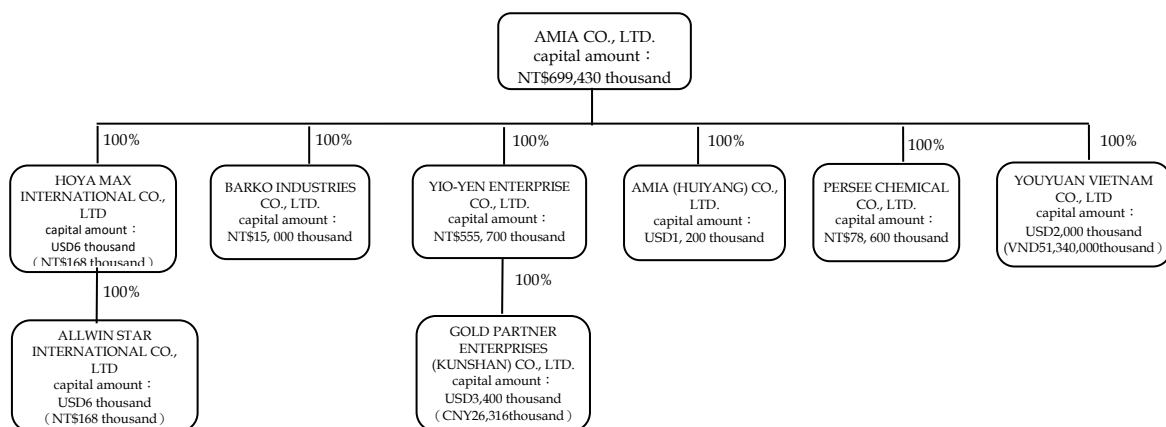 AMIA CO., LTD.
capital amount：
NT$699,430 thousand
100%
100%
100%
100%
100%
100%
HOYA MAX
INTERNATIONAL CO.,
LTD
capital amount：
USD6 thousand
（NT$168 thousand）
BARKO INDUSTRIES
CO., LTD.
capital amount：
NT$15, 000 thousand
YIO-YEN ENTERPRISE
CO., LTD.
capital amount：
NT$555, 700 thousand
AMIA (HUIYANG) CO.,
LTD.
capital amount：
USD1, 200 thousand
PERSEE CHEMICAL
CO., LTD.
capital amount：
NT$78, 600 thousand
YOUYUAN VIETNAM
CO., LTD
capital amount：
USD2,000 thousand
(VND51,340,000thousand）
100%
100%
ALLWIN STAR
INTERNATIONAL CO.,
LTD
capital amount：
USD6 thousand
（NT$168 thousand）
GOLD PARTNER
ENTERPRISES
(KUNSHAN) CO., LTD.
capital amount：
USD3,400 thousand
（CNY26,316thousand）